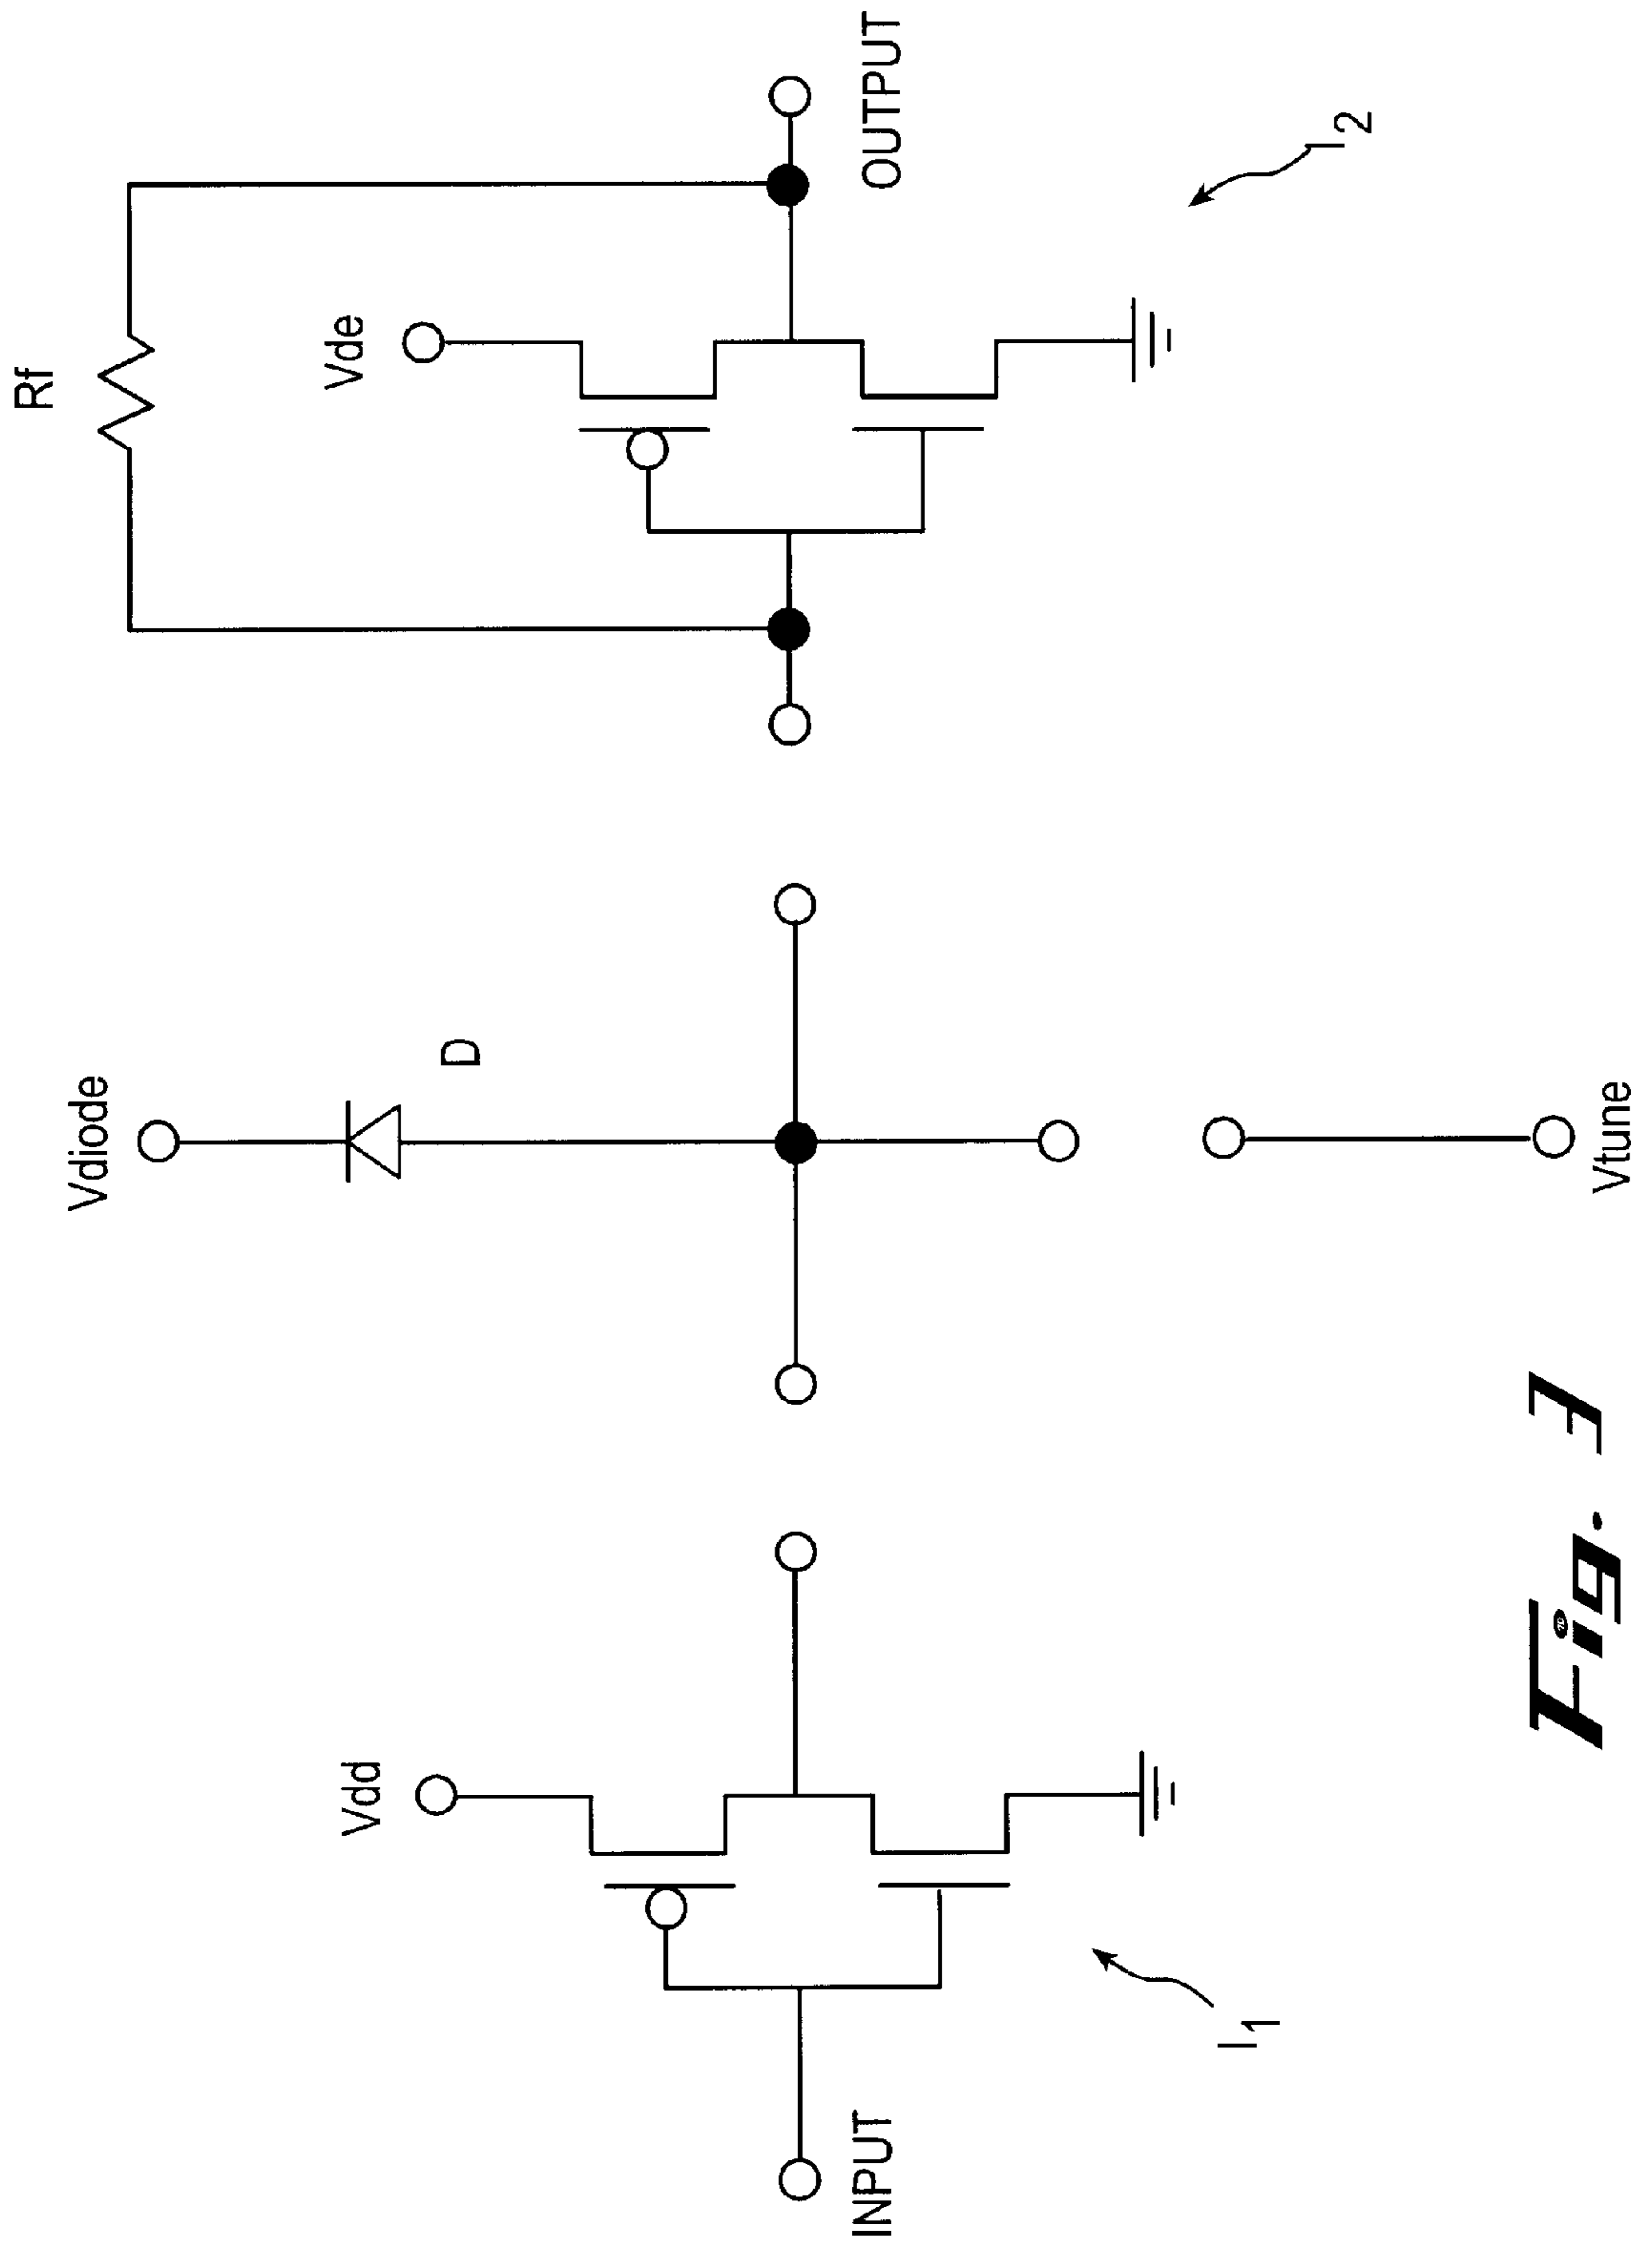 Rf
Vde
OUTPUT
I2
Vdiode
D
Vtune
Vdd
INPUT
I1
Fig. 3